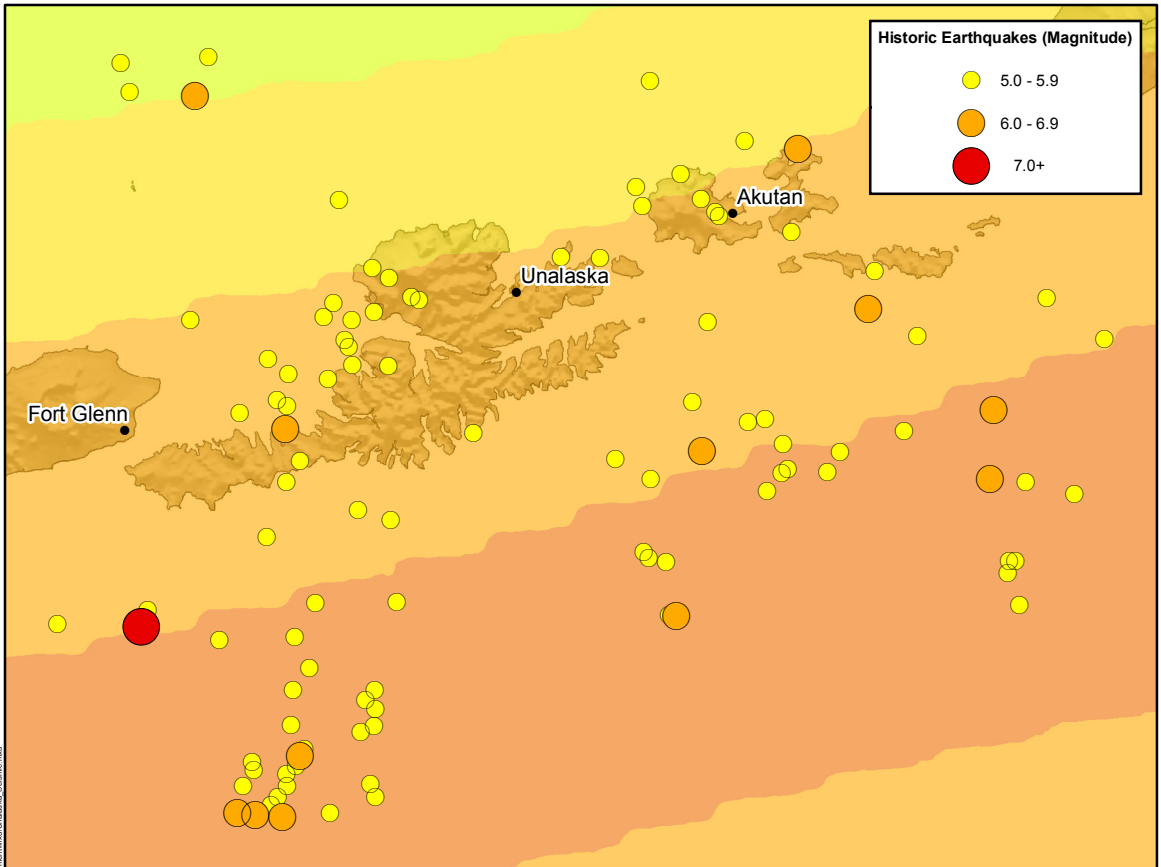 Historic Earthquakes (Magnitude)
5.0 - 5.9
6.0 - 6.9
7.0+
Akutan
Unalaska
Fort Glenn